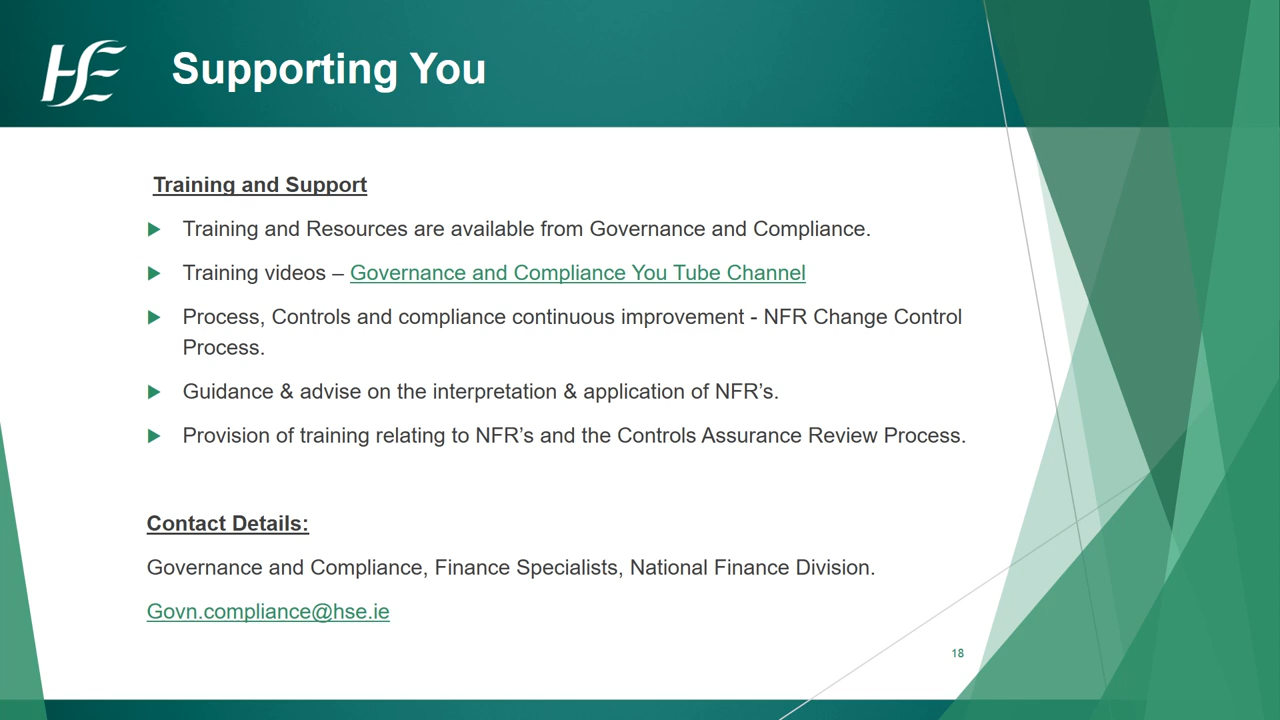 HSE
Supporting You
Training and Support
Training and Resources are available from Governance and Compliance.
Training videos – Governance and Compliance You Tube Channel
Process, Controls and compliance continuous improvement - NFR Change Control
Process.
Guidance & advise on the interpretation & application of NFR’s.
Provision of training relating to NFR’s and the Controls Assurance Review Process.
Contact Details:
Governance and Compliance, Finance Specialists, National Finance Division.
Govn.compliance@hse.ie
18